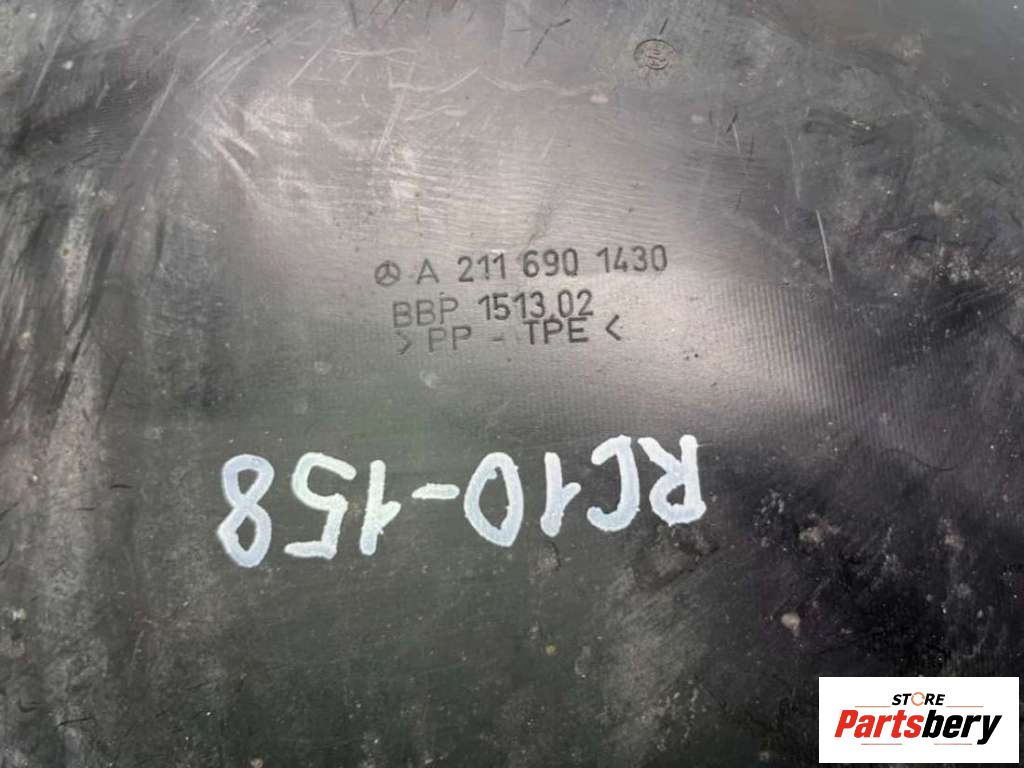 A 211 690 1430
BBP 1513.02
>PP - TPE<
RC10-158
STORE
Partsbery